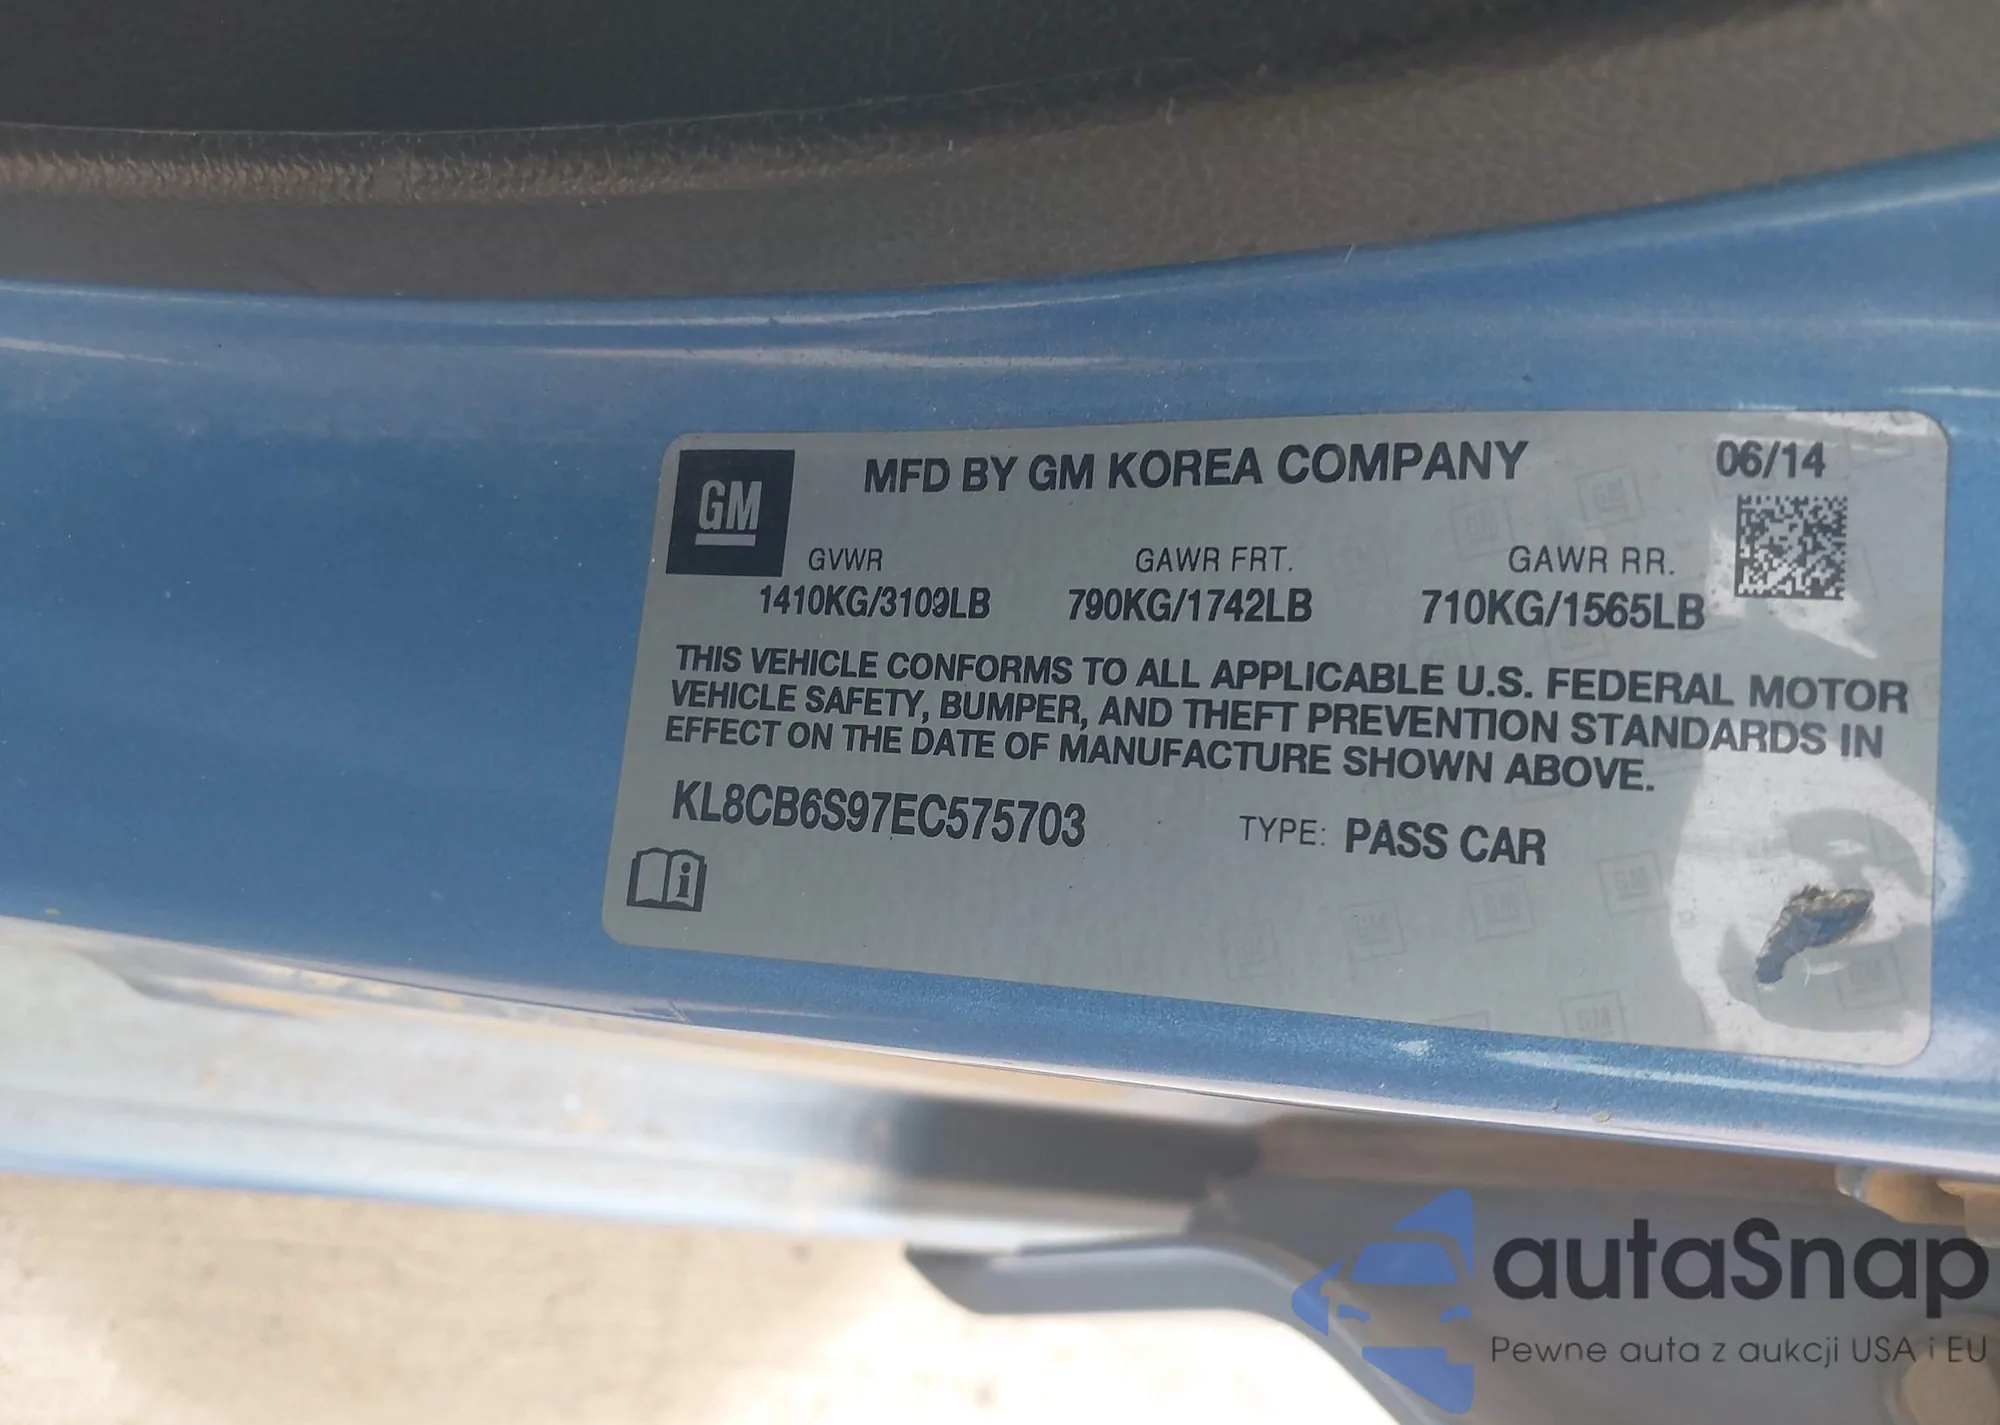 GM
MFD BY GM KOREA COMPANY
06/14
GVWR GAWR FRT. GAWR RR.
1410KG/3109LB 790KG/1742LB 710KG/1565LB
THIS VEHICLE CONFORMS TO ALL APPLICABLE U.S. FEDERAL MOTOR
VEHICLE SAFETY, BUMPER, AND THEFT PREVENTION STANDARDS IN
EFFECT ON THE DATE OF MANUFACTURE SHOWN ABOVE.
KL8CB6S97EC575703 TYPE: PASS CAR
autaSnap
Pewne auta z aukcji USA i EU